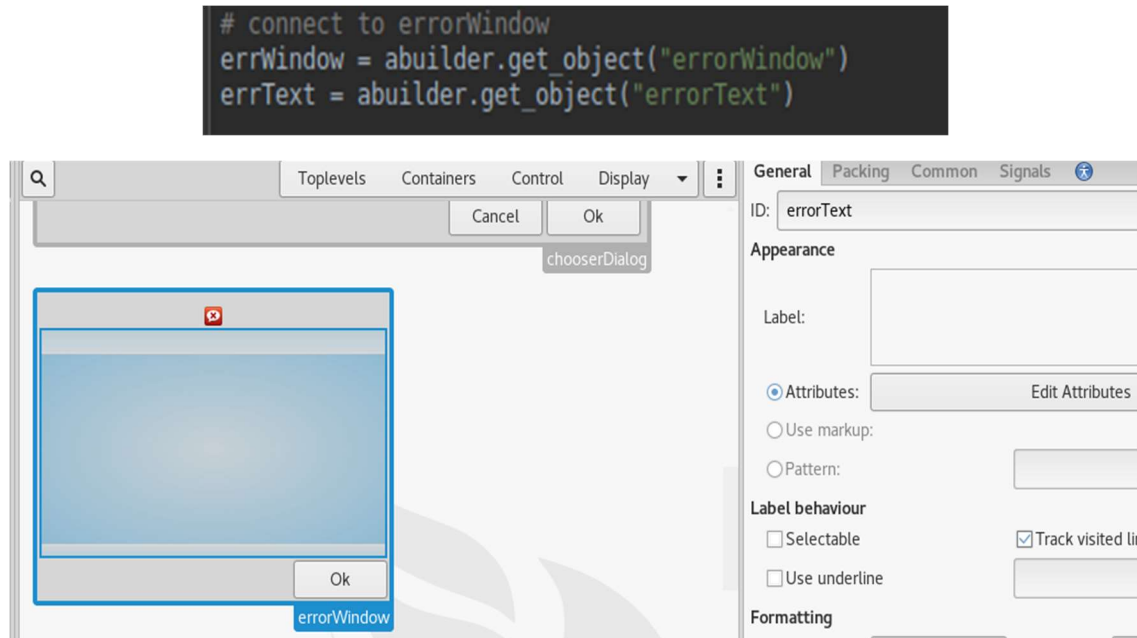 # connect to errorWindow
errWindow = abuilder.get_object("errorWindow")
errText = abuilder.get_object("errorText")
Toplevels Containers Control Display
General Packing Common Signals
ID: errorText
Cancel Ok
chooserDialog
Appearance
Label:
Attributes: Edit Attributes
Use markup:
Pattern:
Label behaviour
Selectable Track visited
Use underline
Ok
errorWindow
Formatting